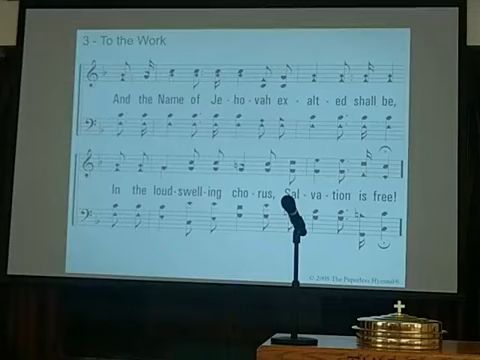 3 - To the Work
And the Name of Je - ho - vah ex - alt - ed shall be,
In the loud-swell-ing cho - rus, Sal - va - tion is free!
© 2008 The Paperless Hymnal®